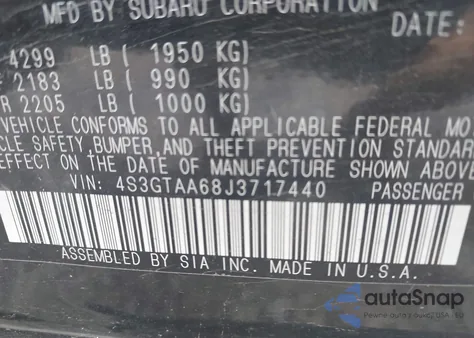 MFD BY SUBARU CORPORATION DATE:
4299 LB ( 1950 KG)
2183 LB ( 990 KG)
R 2205 LB ( 1000 KG)
VEHICLE CONFORMS TO ALL APPLICABLE FEDERAL MO
CLE SAFETY, BUMPER, AND THEFT PREVENTION STANDAR
EFFECT ON THE DATE OF MANUFACTURE SHOWN ABOVE
VIN: 4S3GTAA68J3717440 PASSENGER
ASSEMBLED BY SIA INC. MADE IN U.S.A.
autoSnap